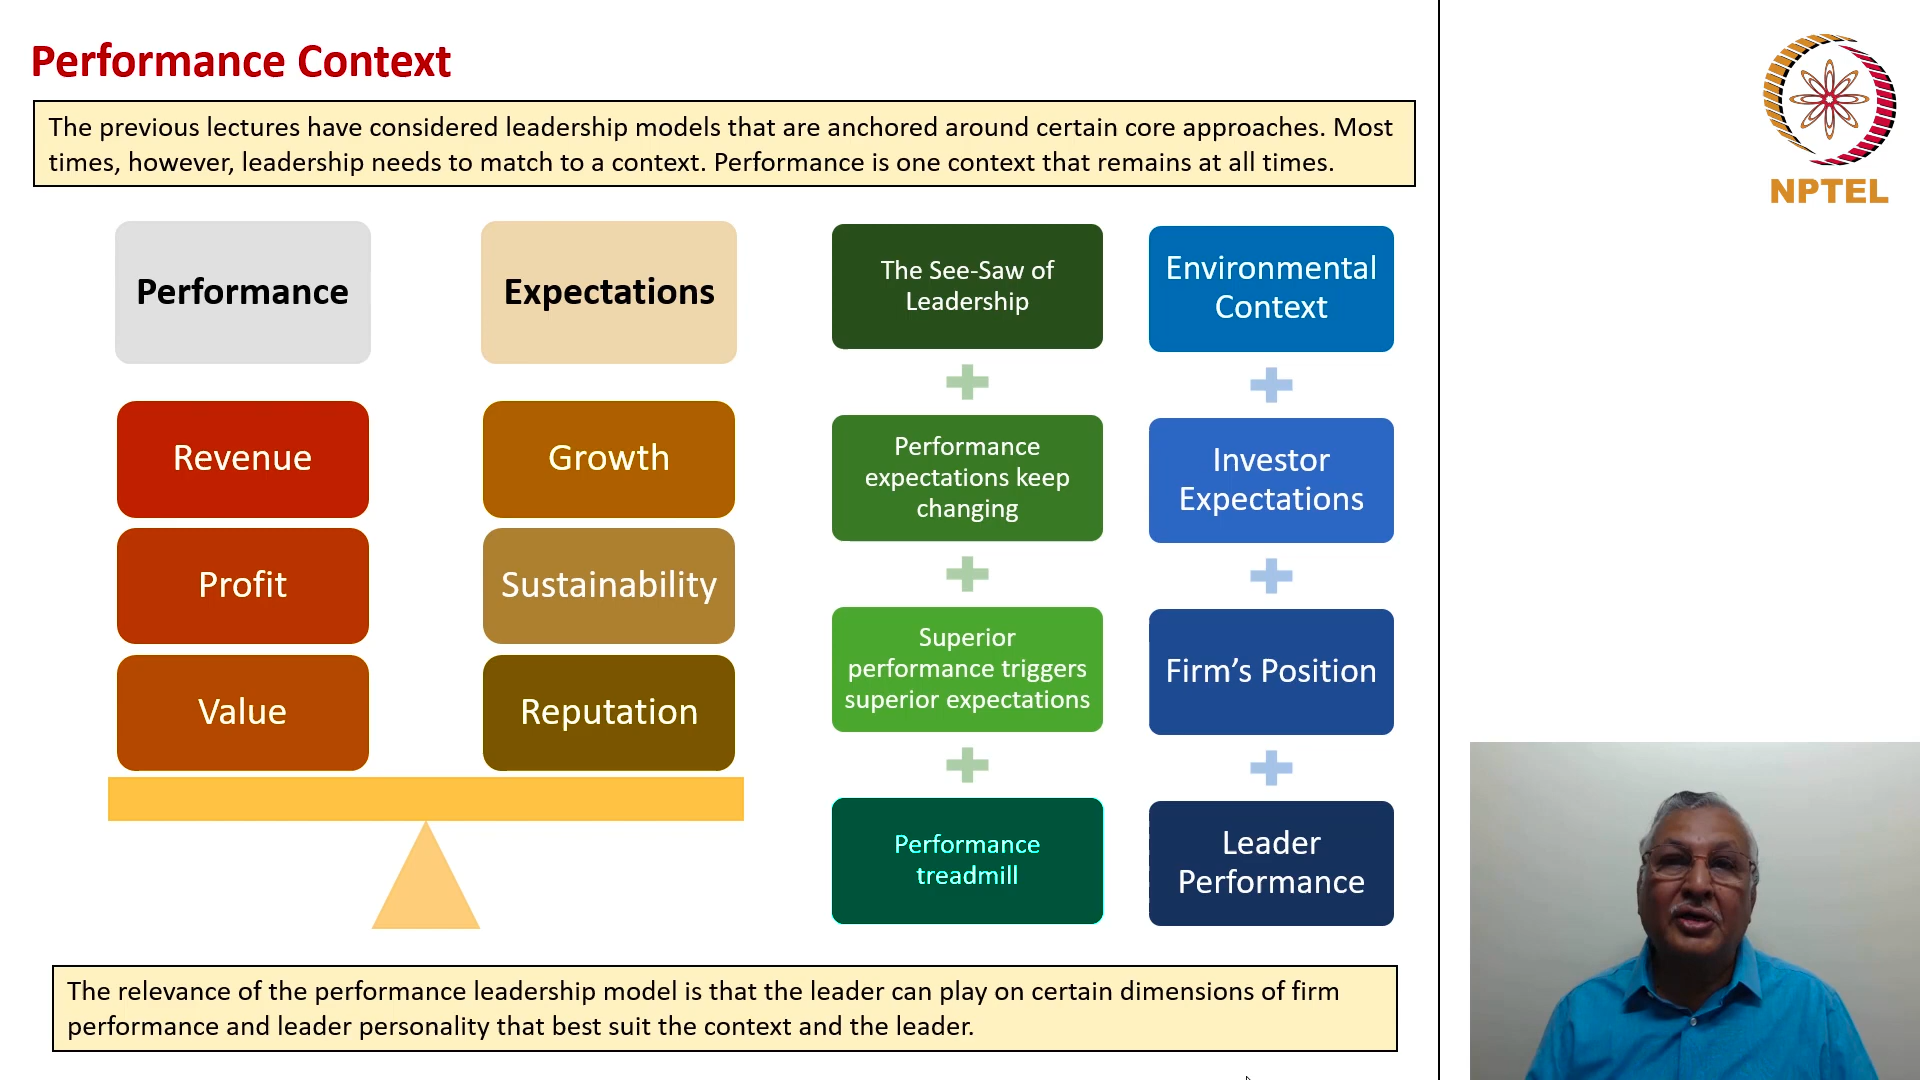 Performance Context
The previous lectures have considered leadership models that are anchored around certain core approaches. Most
times, however, leadership needs to match to a context. Performance is one context that remains at all times.
NPTEL
Performance
Revenue
Profit
Value
Expectations
Growth
Sustainability
Reputation
The See-Saw of
Leadership
Performance
expectations keep
changing
Superior
performance triggers
superior expectations
Performance
treadmill
Environmental
Context
Investor
Expectations
Firm’s Position
Leader
Performance
The relevance of the performance leadership model is that the leader can play on certain dimensions of firm
performance and leader personality that best suit the context and the leader.